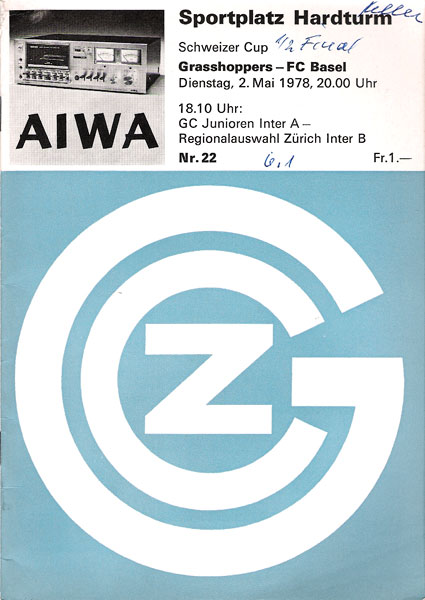 Sportplatz Hardturm
Schweizer Cup 1/2 Final
Grasshoppers – FC Basel
Dienstag, 2. Mai 1978, 20.00 Uhr
18.10 Uhr:
GC Junioren Inter A –
Regionalauswahl Zürich Inter B
Nr. 22 6.1 Fr. 1.—
AIWA
GCZ